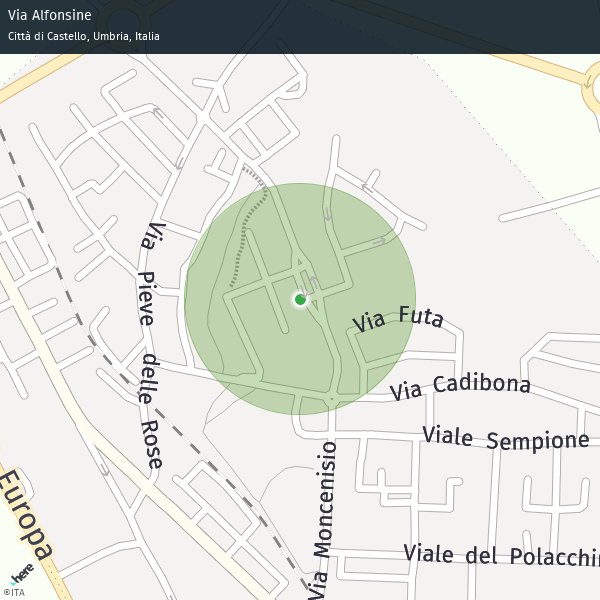 Via Alfonsine
Città di Castello, Umbria, Italia
Via Pieve delle Rose
Via Futa
Via Cadibona
Viale Sempione
Via Moncenisio
Europa
Viale del Polacchin
here
©ITA